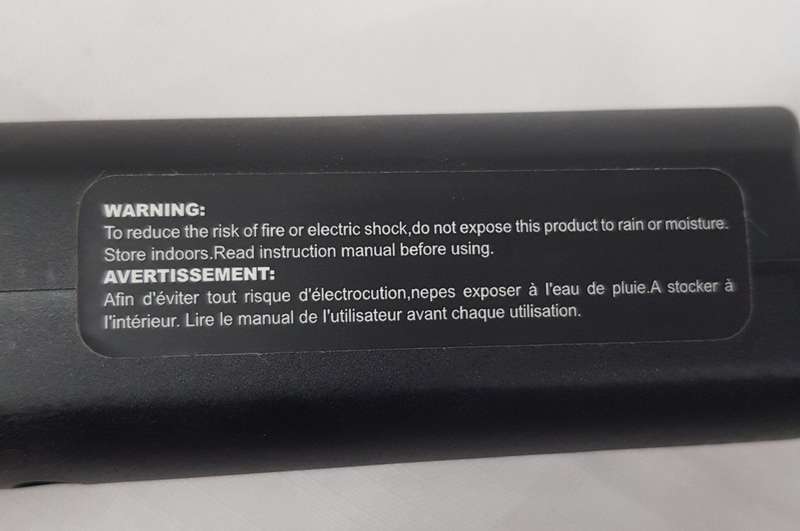 WARNING:
To reduce the risk of fire or electric shock,do not expose this product to rain or moisture.
Store indoors.Read instruction manual before using.
AVERTISSEMENT:
Afin d'éviter tout risque d'électrocution,nepes exposer à l'eau de pluie.A stocker à
l'intérieur. Lire le manual de l'utilisateur avant chaque utilisation.